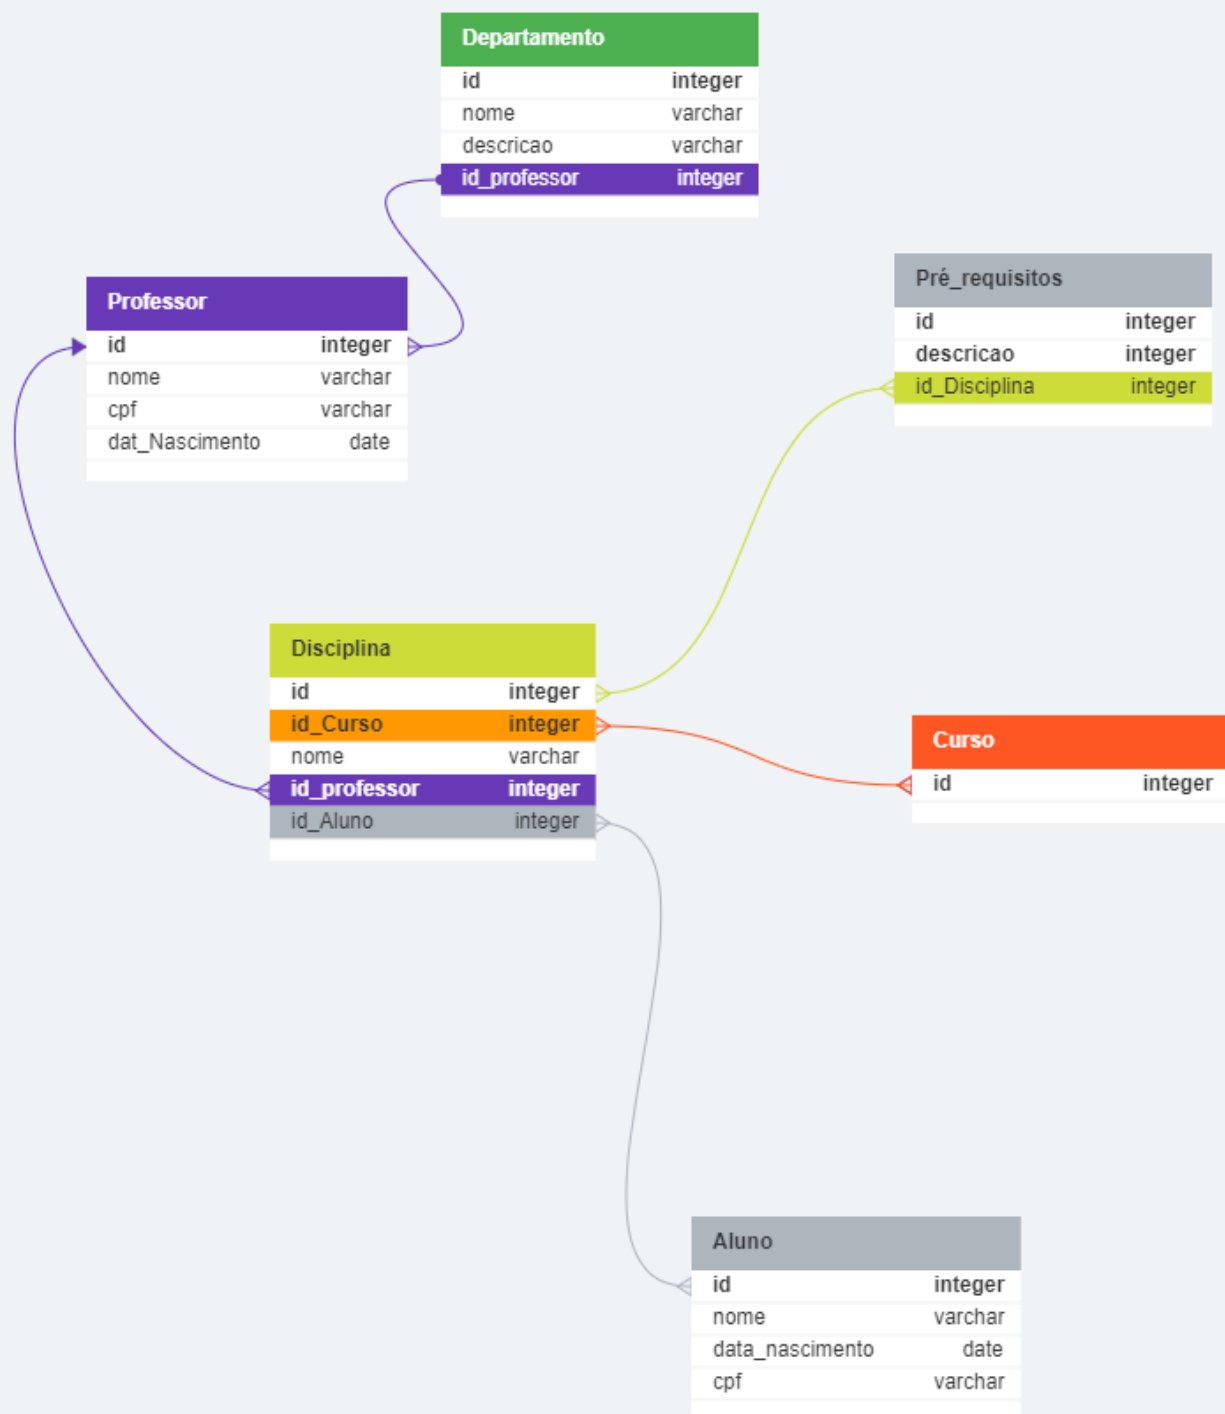 Departamento
id integer
nome varchar
descricao varchar
id_professor integer
Pré_requisitos
id integer
descricao integer
id_Disciplina integer
Professor
id integer
nome varchar
cpf varchar
dat_Nascimento date
Disciplina
id integer
id_Curso integer
nome varchar
id_professor integer
id_Aluno integer
Curso
id integer
Aluno
id integer
nome varchar
data_nascimento date
cpf varchar